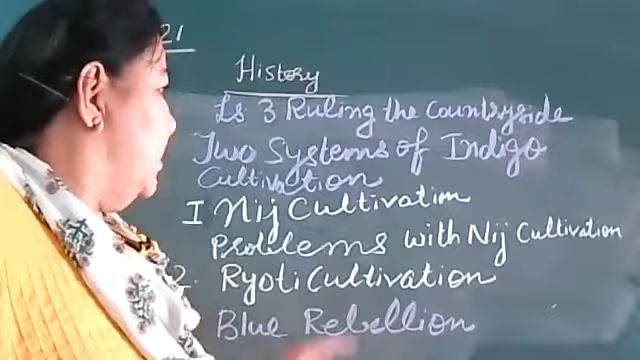 21
History
Ls 3 Ruling the Countryside
Two Systems of Indigo
Cultivation
I Nij Cultivation
Problems with Nij Cultivation
2. Ryoti Cultivation
Blue Rebellion